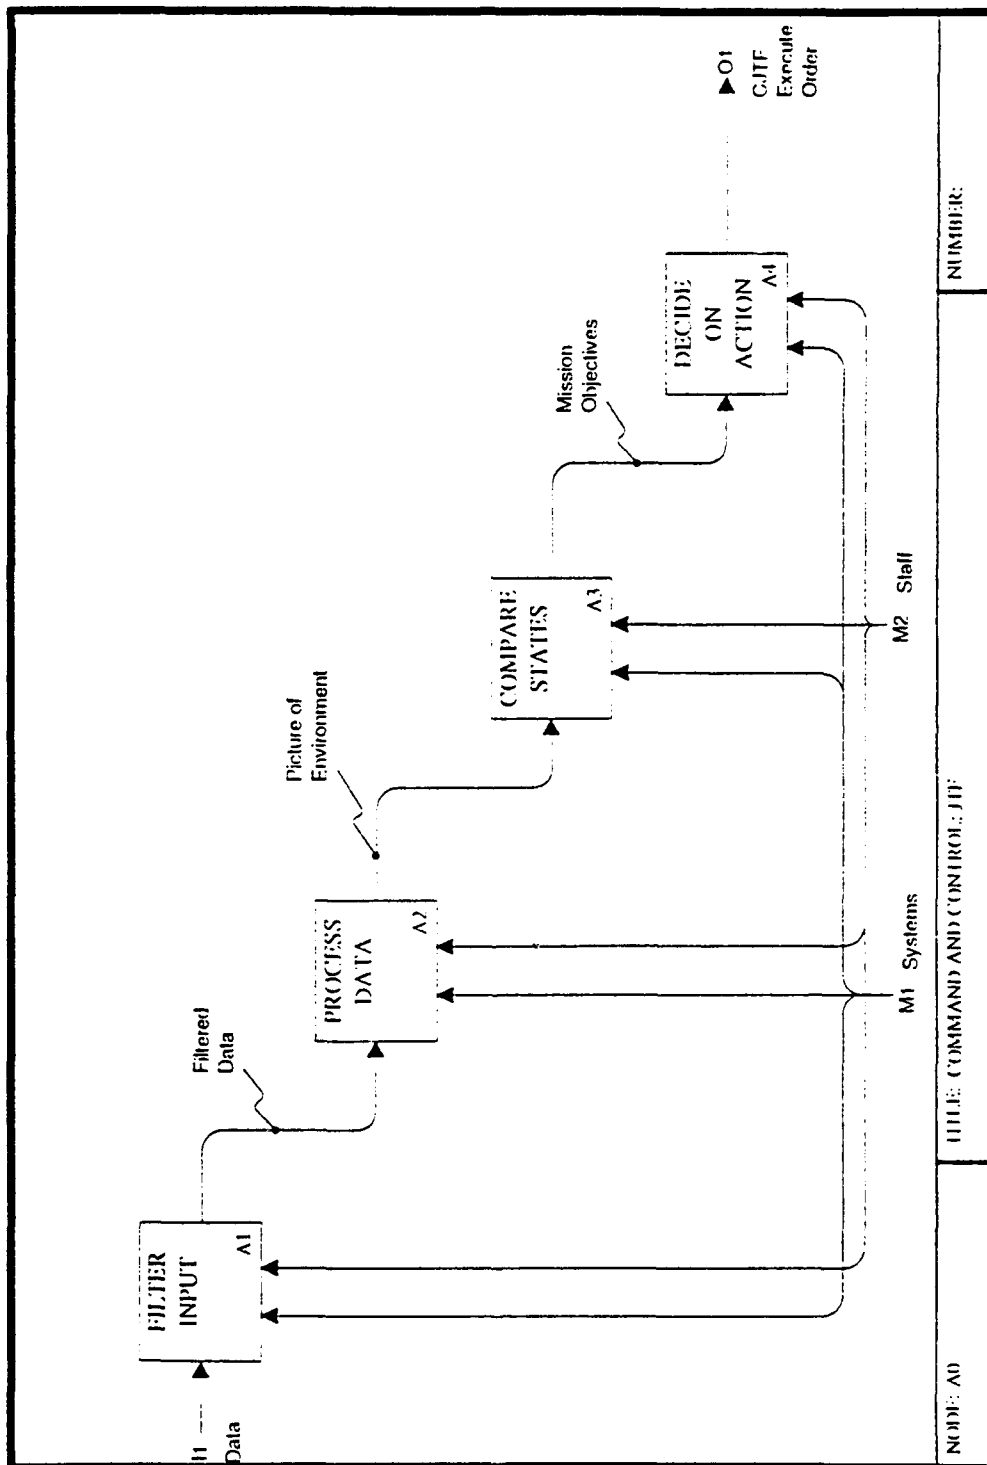 I1
Data
FILTER
INPUT
A1
Filtered
Data
PROCESS
DATA
A2
Picture of
Environment
COMPARE
STATES
A3
Mission
Objectives
DECIDE
ON
ACTION
A4
O1
CJTF
Execute
Order
M1 Systems
M2 Staff
NODE: A0
TITLE: COMMAND AND CONTROL: JTF
NUMBER: